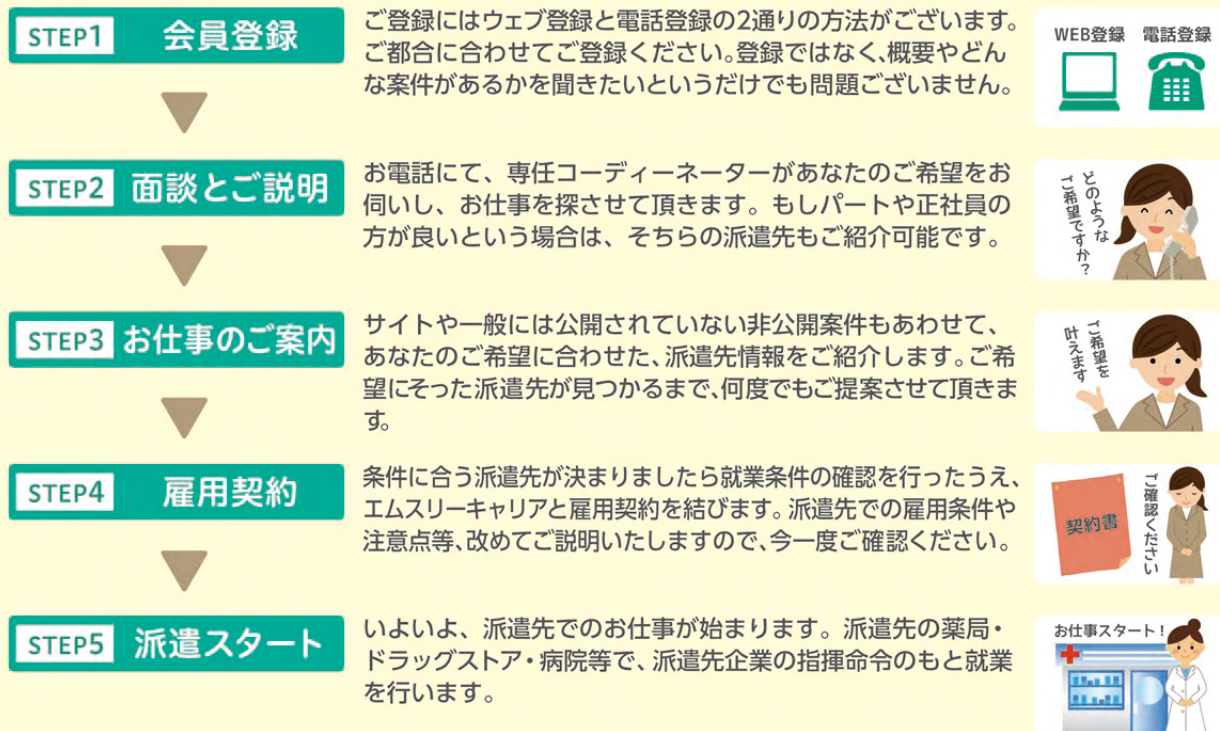 STEP1 会員登録
ご登録にはウェブ登録と電話登録の2通りの方法がございます。
ご都合に合わせてご登録ください。登録ではなく、概要やどん
な案件があるかを聞きたいというだけでも問題ございません。
WEB登録 電話登録
STEP2 面談とご説明
お電話にて、専任コーディーネーターがあなたのご希望をお
伺いし、お仕事を探させて頂きます。もしパートや正社員の
方が良いという場合は、そちらの派遣先もご紹介可能です。
どのような
ご希望ですか?
STEP3 お仕事のご案内
サイトや一般には公開されていない非公開案件もあわせて、
あなたのご希望に合わせた、派遣先情報をご紹介します。ご希
望にそった派遣先が見つかるまで、何度でもご提案させて頂きま
す。
ご希望を
叶えます
STEP4 雇用契約
条件に合う派遣先が決まりましたら就業条件の確認を行ったうえ、
エムスリーキャリアと雇用契約を結びます。派遣先での雇用条件や
注意点等、改めてご説明いたしますので、今一度ご確認ください。
契約書
ご確認ください
STEP5 派遣スタート
いよいよ、派遣先でのお仕事が始まります。派遣先の薬局・
ドラッグストア・病院等で、派遣先企業の指揮命令のもと就業
を行います。
お仕事スタート!